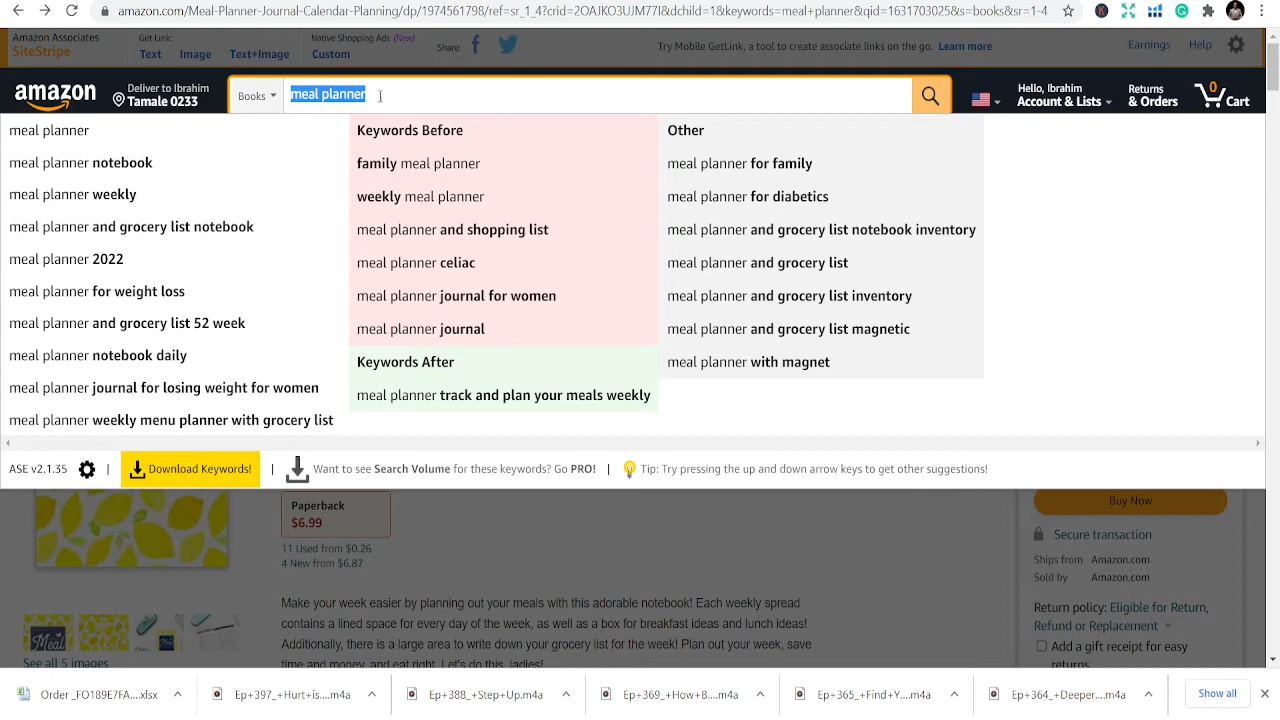 amazon.com/Meal-Planner-Journal-Calendar-Planning/dp/1974561798/ref=sr_1_4?crid=2OAJKO3UJM77I&dchild=1&keywords=meal+planner&qid=1631703025&s=books&sr=1-4
Amazon Associates
SiteStripe
Get Link:
Text Image Text+Image
Native Shopping Ads (New)
Custom
Share:
Try Mobile GetLink, a tool to create associate links on the go. Learn more
Earnings Help
amazon
Deliver to Ibrahim
Tamale 0233
Books
meal planner
Hello, Ibrahim
Account & Lists
Returns
& Orders
0
Cart
meal planner
meal planner notebook
meal planner weekly
meal planner and grocery list notebook
meal planner 2022
meal planner for weight loss
meal planner and grocery list 52 week
meal planner notebook daily
meal planner journal for losing weight for women
meal planner weekly menu planner with grocery list
Keywords Before
family meal planner
weekly meal planner
meal planner and shopping list
meal planner celiac
meal planner journal for women
meal planner journal
Keywords After
meal planner track and plan your meals weekly
Other
meal planner for family
meal planner for diabetics
meal planner and grocery list notebook inventory
meal planner and grocery list
meal planner and grocery list inventory
meal planner and grocery list magnetic
meal planner with magnet
ASE v2.1.35 | Download Keywords! | Want to see Search Volume for these keywords? Go PRO! | Tip: Try pressing the up and down arrow keys to get other suggestions!
Paperback
$6.99
11 Used from $0.26
4 New from $6.87
Make your week easier by planning out your meals with this adorable notebook! Each weekly spread
contains a lined space for every day of the week, as well as a box for breakfast ideas and lunch ideas!
Additionally, there is a large area to write down your grocery list for the week! Plan out your week, save
time and money, and eat right. Let's do this, ladies!
Meal
See all 5 images
Buy Now
Secure transaction
Ships from Amazon.com
Sold by Amazon.com
Return policy: Eligible for Return,
Refund or Replacement
Add a gift receipt for easy
returns
Order _FO189E7FA....xlsx
Ep+397_+Hurt+is....m4a
Ep+388_+Step+Up.m4a
Ep+369_+How+B....m4a
Ep+365_+Find+Y....m4a
Ep+364_+Deeper....m4a
Show all